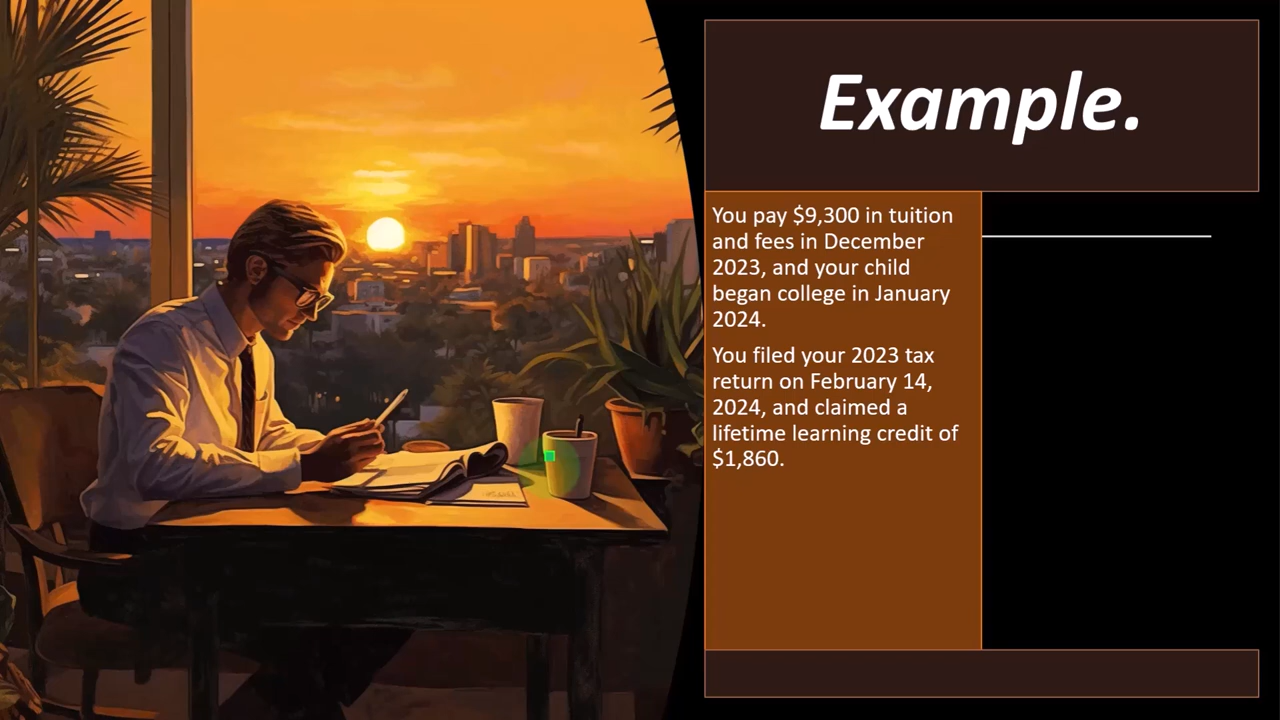 Example.
You pay $9,300 in tuition
and fees in December
2023, and your child
began college in January
2024.
You filed your 2023 tax
return on February 14,
2024, and claimed a
lifetime learning credit of
$1,860.